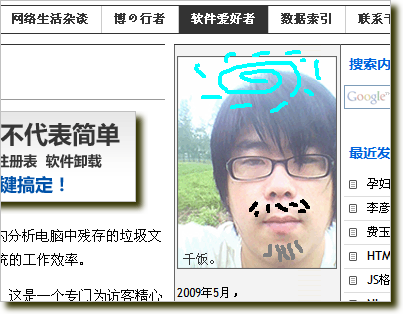 网络生活杂谈 博の行者 软件爱好者 数据索引 联系
搜索内
Google
不代表简单
注册表 软件卸载
键搞定！
最近发
孕妇
李彦
费玉
HTM
JS格
的分析电脑中残存的垃圾文
统的工作效率。
千饭。
这是一个专门为访客精心
2009年5月，